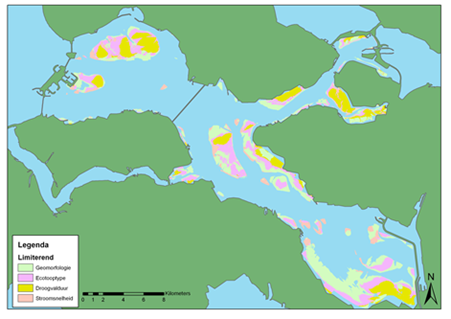 Legenda
Limiterend
Geomorfologie
Ecotooptype
Droogvalduur
Stroomsnelheid
0 1 2 4 6 8
Kilometers
N